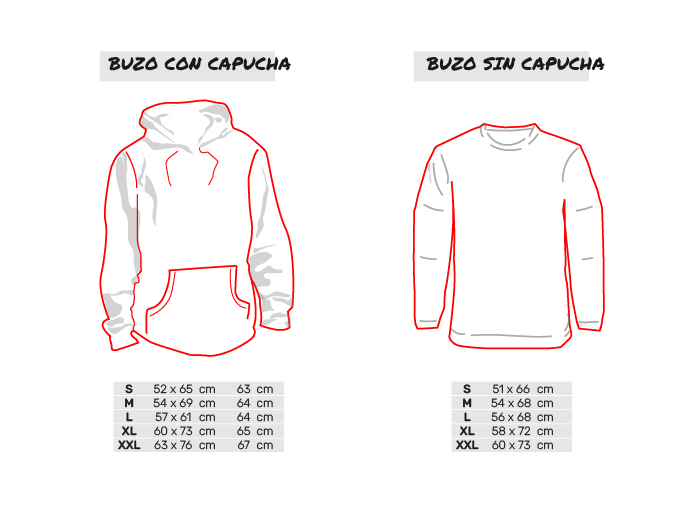 BUZO CON CAPUCHA
S 52 x 65 cm 63 cm
M 54 x 69 cm 64 cm
L 57 x 61 cm 64 cm
XL 60 x 73 cm 65 cm
XXL 63 x 76 cm 67 cm
BUZO SIN CAPUCHA
S 51 x 66 cm
M 54 x 68 cm
L 56 x 68 cm
XL 58 x 72 cm
XXL 60 x 73 cm